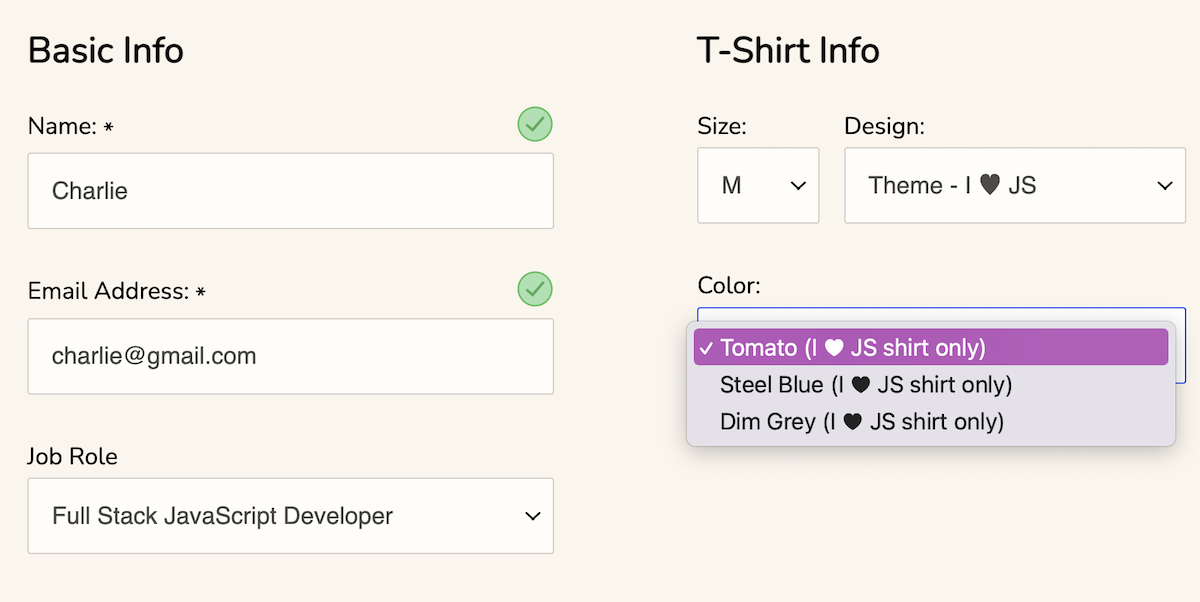 Basic Info
Name: *
Charlie
Email Address: *
charlie@gmail.com
Job Role
Full Stack JavaScript Developer
T-Shirt Info
Size:
M
Design:
Theme - I ♥ JS
Color:
✓ Tomato (I ♥ JS shirt only)
Steel Blue (I ♥ JS shirt only)
Dim Grey (I ♥ JS shirt only)